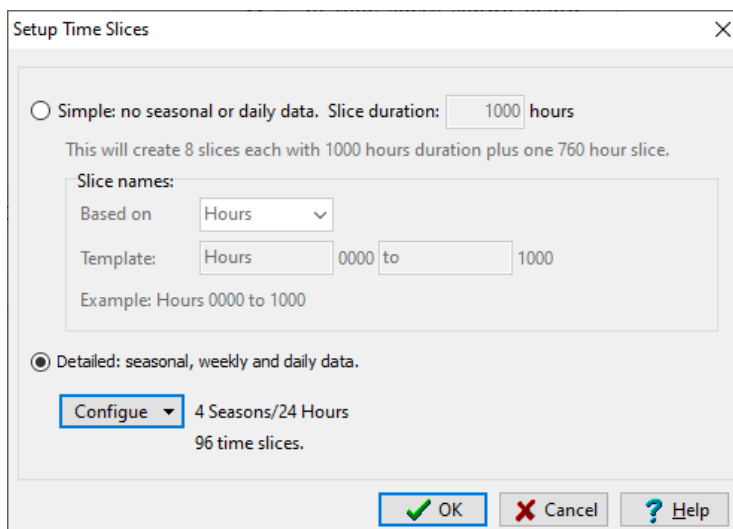 Setup Time Slices
Simple: no seasonal or daily data. Slice duration: 1000 hours
This will create 8 slices each with 1000 hours duration plus one 760 hour slice.
Slice names:
Based on Hours
Template: Hours 0000 to 1000
Example: Hours 0000 to 1000
Detailed: seasonal, weekly and daily data.
Configue 4 Seasons/24 Hours
96 time slices.
OK Cancel Help